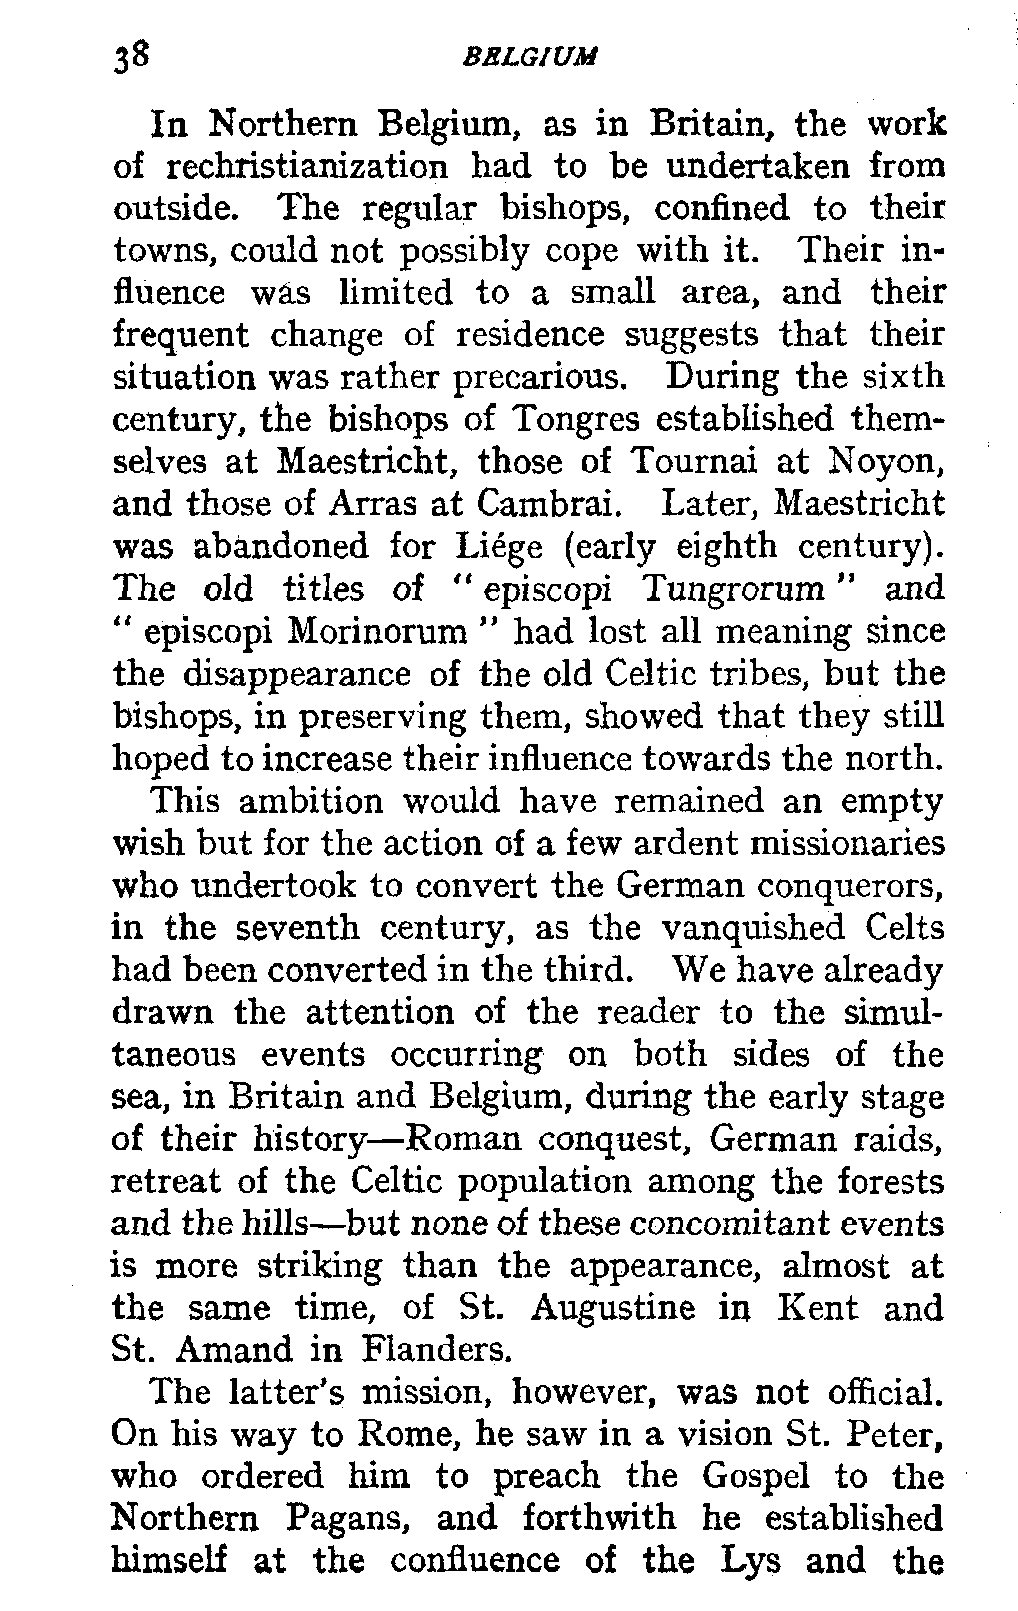 38 BELGIUM
In Northern Belgium, as in Britain, the work
of rechristianization had to be undertaken from
outside. The regular bishops, confined to their
towns, could not possibly cope with it. Their in-
fluence was limited to a small area, and their
frequent change of residence suggests that their
situation was rather precarious. During the sixth
century, the bishops of Tongres established them-
selves at Maestricht, those of Tournai at Noyon,
and those of Arras at Cambrai. Later, Maestricht
was abandoned for Liége (early eighth century).
The old titles of " episcopi Tungrorum " and
" episcopi Morinorum " had lost all meaning since
the disappearance of the old Celtic tribes, but the
bishops, in preserving them, showed that they still
hoped to increase their influence towards the north.
This ambition would have remained an empty
wish but for the action of a few ardent missionaries
who undertook to convert the German conquerors,
in the seventh century, as the vanquished Celts
had been converted in the third. We have already
drawn the attention of the reader to the simul-
taneous events occurring on both sides of the
sea, in Britain and Belgium, during the early stage
of their history—Roman conquest, German raids,
retreat of the Celtic population among the forests
and the hills—but none of these concomitant events
is more striking than the appearance, almost at
the same time, of St. Augustine in Kent and
St. Amand in Flanders.
The latter's mission, however, was not official.
On his way to Rome, he saw in a vision St. Peter,
who ordered him to preach the Gospel to the
Northern Pagans, and forthwith he established
himself at the confluence of the Lys and the